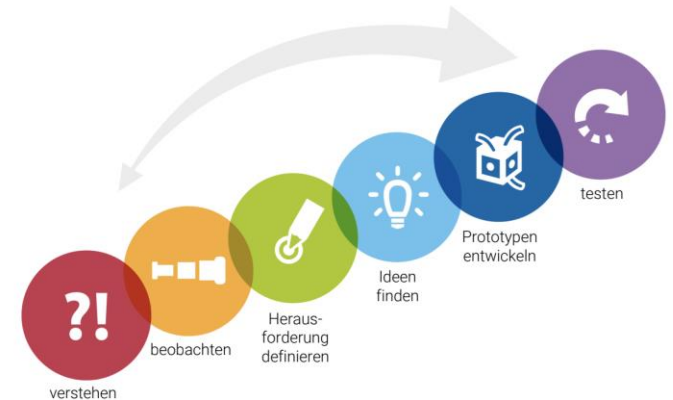 ?!
verstehen
beobachten
Heraus-
forderung
definieren
Ideen
finden
Prototypen
entwickeln
testen